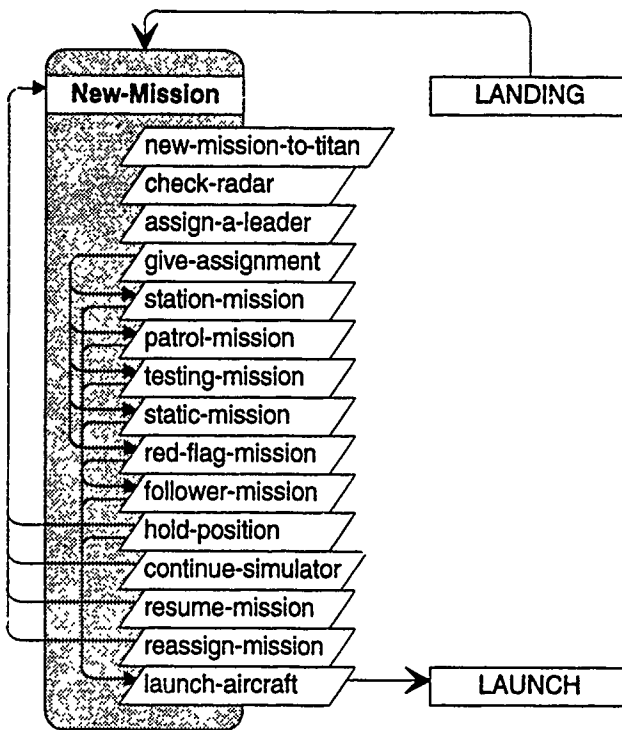 New-Mission
LANDING
new-mission-to-titan
check-radar
assign-a-leader
give-assignment
station-mission
patrol-mission
testing-mission
static-mission
red-flag-mission
follower-mission
hold-position
continue-simulator
resume-mission
reassign-mission
launch-aircraft
LAUNCH